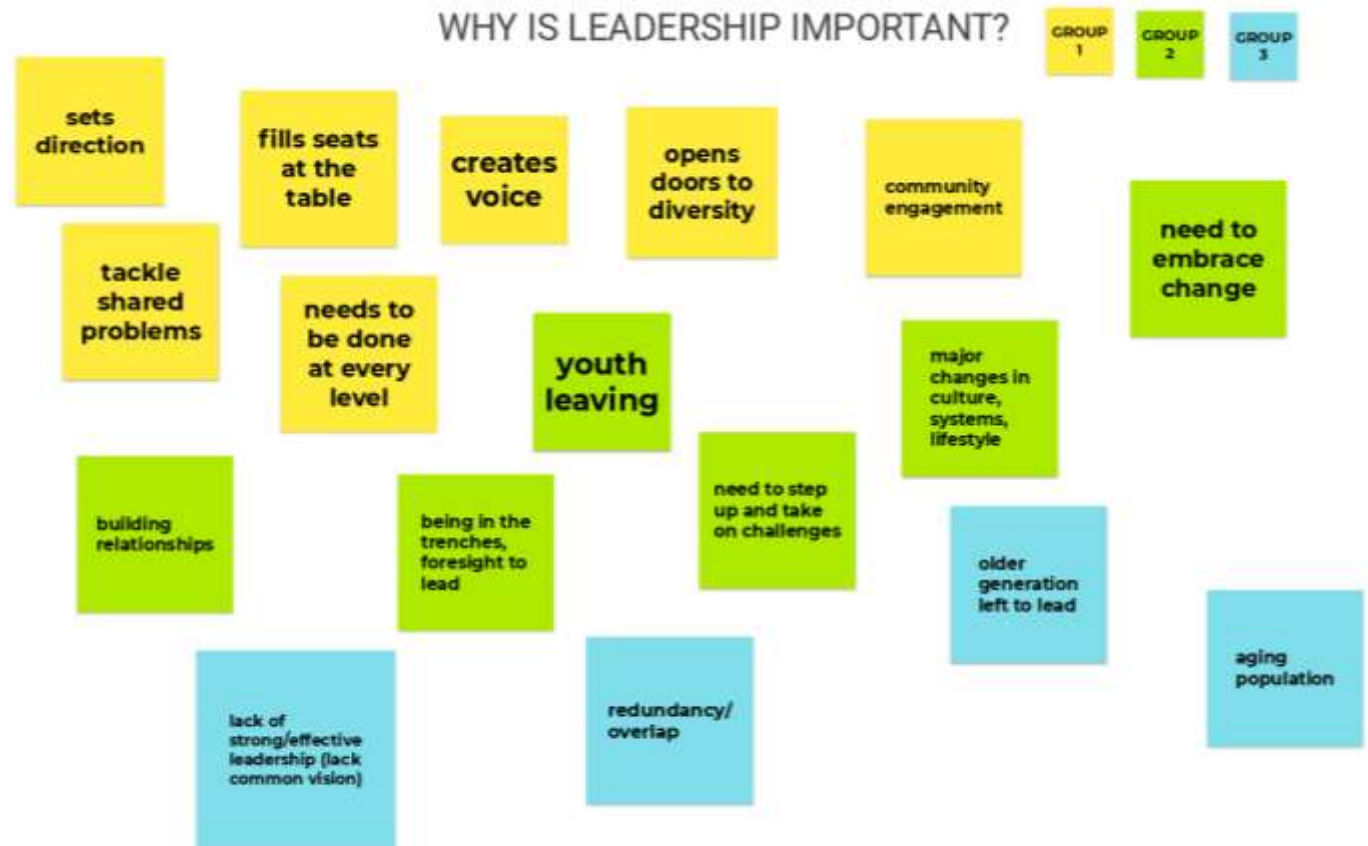 WHY IS LEADERSHIP IMPORTANT?
GROUP
1
GROUP
2
GROUP
3
sets
direction
fills seats
at the
table
creates
voice
opens
doors to
diversity
community
engagement
need to
embrace
change
tackle
shared
problems
needs to
be done
at every
level
youth
leaving
major
changes in
culture,
systems,
lifestyle
building
relationships
being in the
trenches,
foresight to
lead
need to step
up and take
on challenges
older
generation
left to lead
aging
population
lack of
strong/effective
leadership (lack
common vision)
redundancy/
overlap